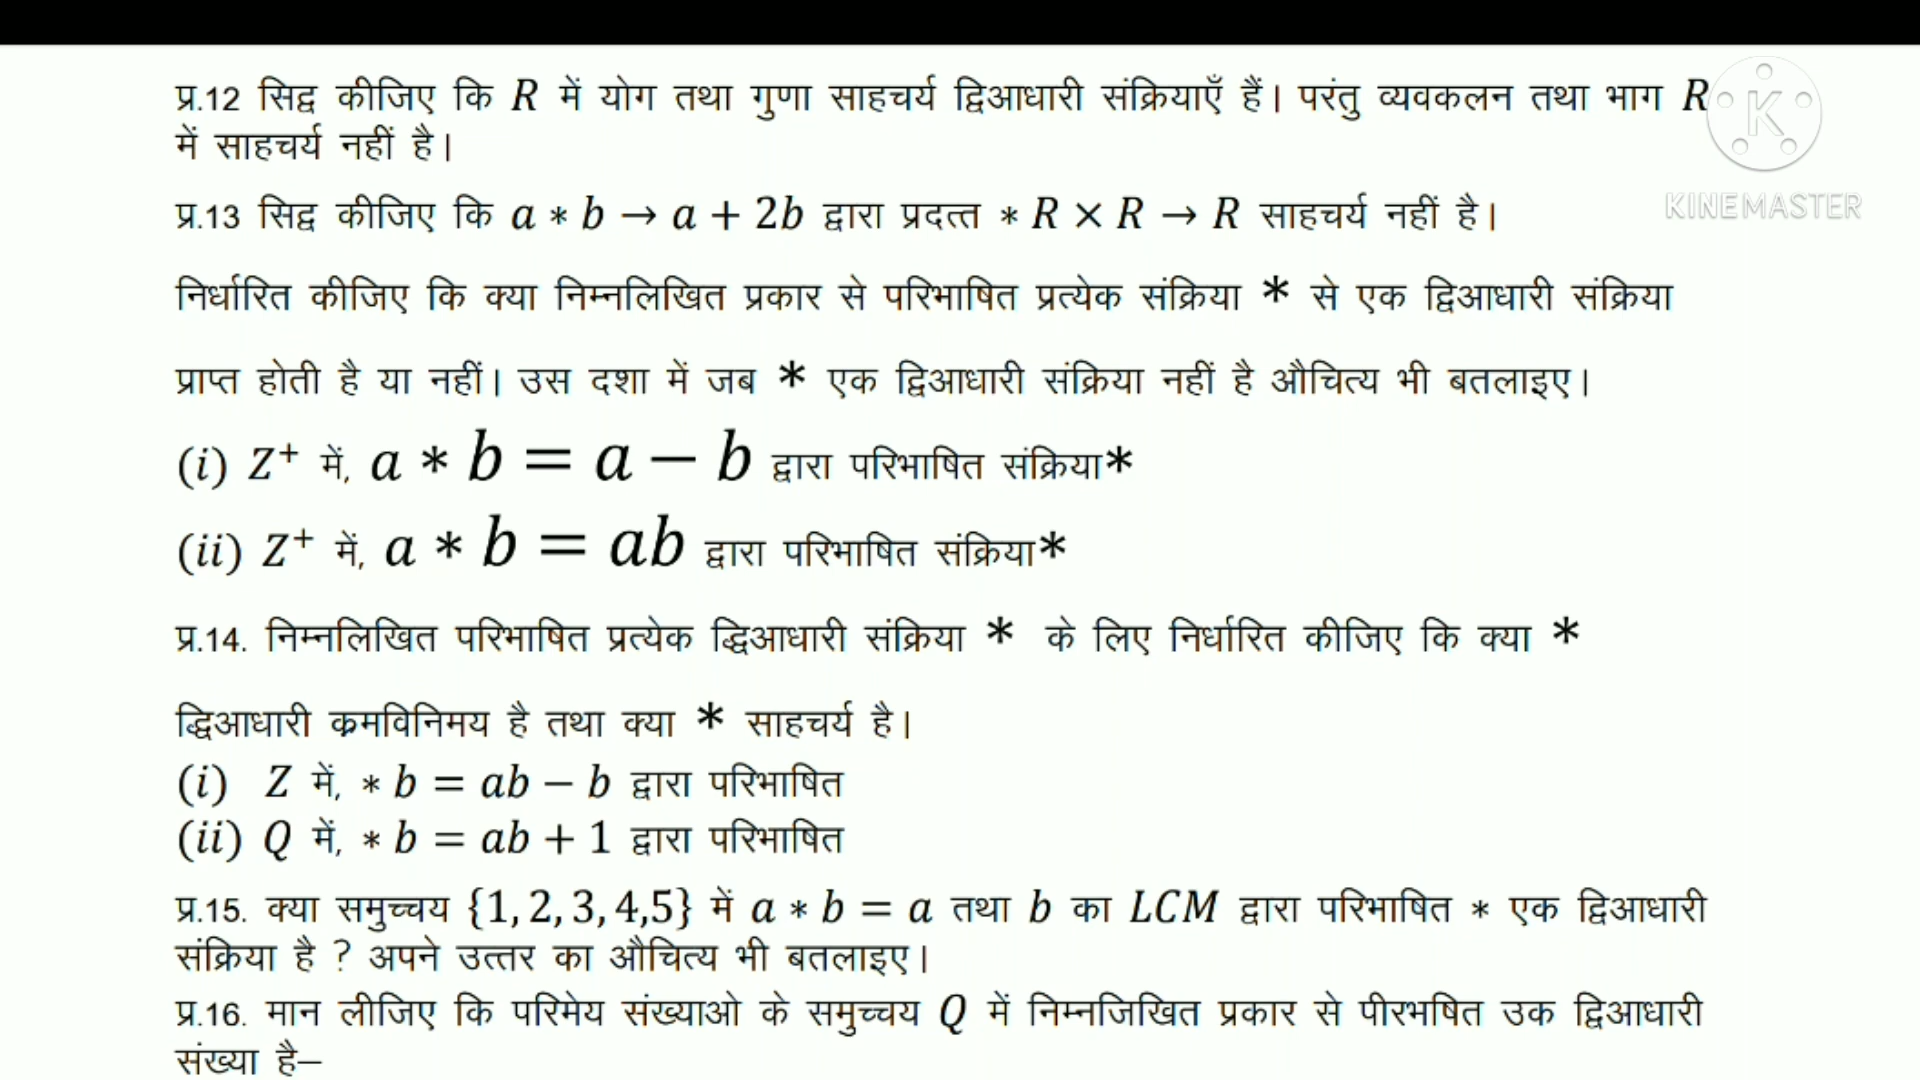 प्र.12 सिद्व कीजिए कि R में योग तथा गुणा साहचर्य द्विआधारी संक्रियाएँ हैं। परंतु व्यवकलन तथा भाग R
में साहचर्य नहीं है।
K
KINEMASTER
प्र.13 सिद्व कीजिए कि a ∗ b → a + 2b द्वारा प्रदत्त ∗ R × R → R साहचर्य नहीं है।
निर्धारित कीजिए कि क्या निम्नलिखित प्रकार से परिभाषित प्रत्येक संक्रिया * से एक द्विआधारी संक्रिया
प्राप्त होती है या नहीं। उस दशा में जब * एक द्विआधारी संक्रिया नहीं है औचित्य भी बतलाइए।
(i) Z⁺ में, a ∗ b = a − b द्वारा परिभाषित संक्रिया*
(ii) Z⁺ में, a ∗ b = ab द्वारा परिभाषित संक्रिया*
प्र.14. निम्नलिखित परिभाषित प्रत्येक द्धिआधारी संक्रिया * के लिए निर्धारित कीजिए कि क्या *
द्धिआधारी क्रमविनिमय है तथा क्या * साहचर्य है।
(i) Z में, ∗ b = ab − b द्वारा परिभाषित
(ii) Q में, ∗ b = ab + 1 द्वारा परिभाषित
प्र.15. क्या समुच्चय {1, 2, 3, 4,5} में a ∗ b = a तथा b का LCM द्वारा परिभाषित ∗ एक द्विआधारी
संक्रिया है ? अपने उत्तर का औचित्य भी बतलाइए।
प्र.16. मान लीजिए कि परिमेय संख्याओ के समुच्चय Q में निम्नजिखित प्रकार से पीरभषित उक द्विआधारी
संख्या है–